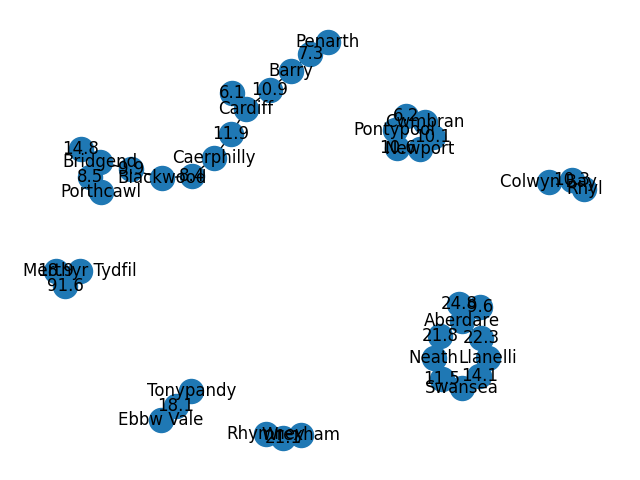 Penarth
7.3
Barry
10.9
6.1
Cardiff
6.2
Cwmbran
Pontypool
10.1
11.9
10.6
Newport
14.8
Bridgend
Caerphilly
9.9
8.4
Blackwood
8.5
Porthcawl
Colwyn Bay
10.3
Rhyl
18.9
Merthyr Tydfil
91.6
24.8
9.6
Aberdare
21.8
22.3
Neath
Llanelli
11.5
14.1
Swansea
Tonypandy
18.1
Ebbw Vale
Rhymney
Wrexham